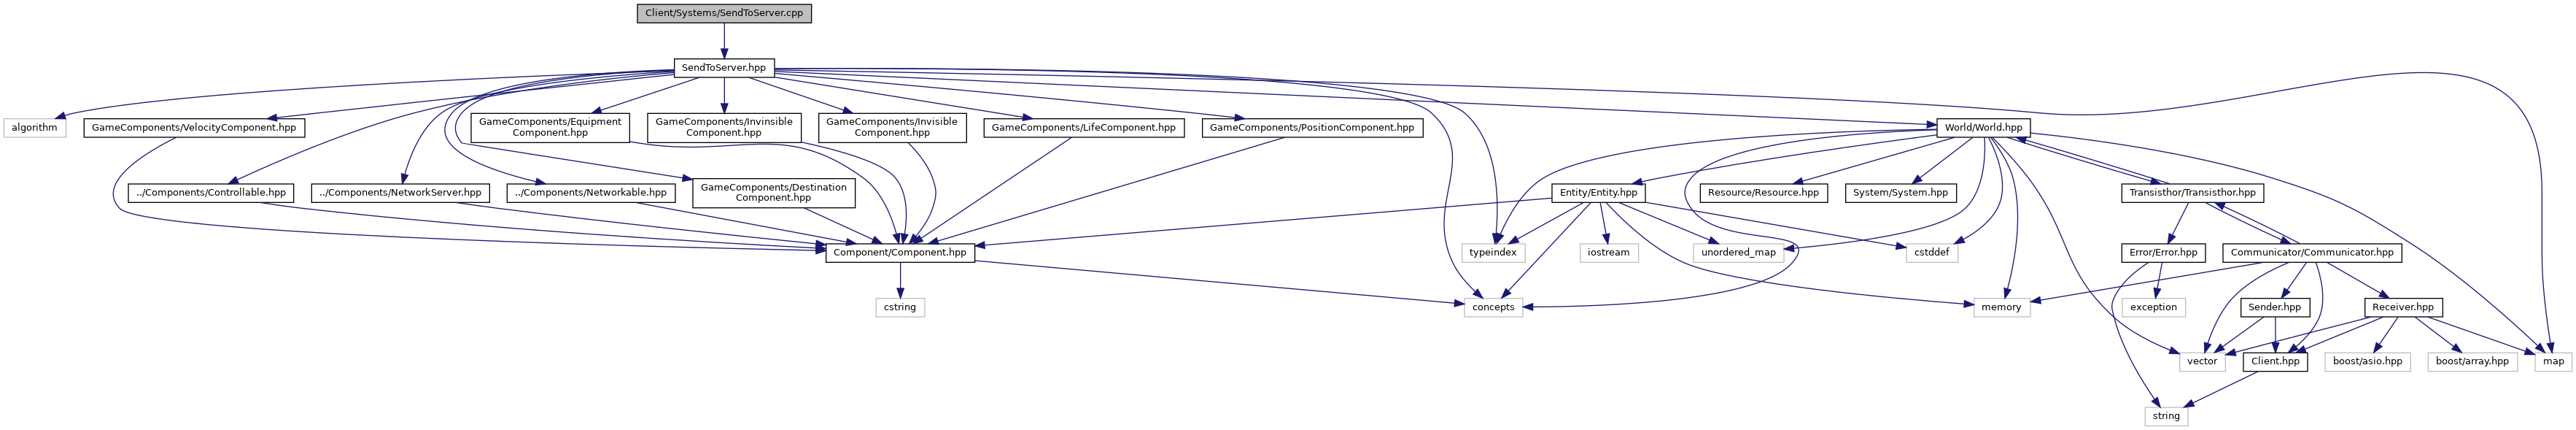 Client/Systems/SendToServer.cpp
SendToServer.hpp
algorithm
GameComponents/VelocityComponent.hpp
GameComponents/Equipment
Component.hpp
GameComponents/Invinsible
Component.hpp
GameComponents/Invisible
Component.hpp
GameComponents/LifeComponent.hpp
GameComponents/PositionComponent.hpp
World/World.hpp
../Components/Controllable.hpp
../Components/NetworkServer.hpp
../Components/Networkable.hpp
GameComponents/Destination
Component.hpp
Entity/Entity.hpp
Resource/Resource.hpp
System/System.hpp
Transisthor/Transisthor.hpp
Component/Component.hpp
typeindex
iostream
unordered_map
cstddef
Error/Error.hpp
Communicator/Communicator.hpp
cstring
concepts
memory
exception
Sender.hpp
Receiver.hpp
vector
Client.hpp
boost/asio.hpp
boost/array.hpp
map
string